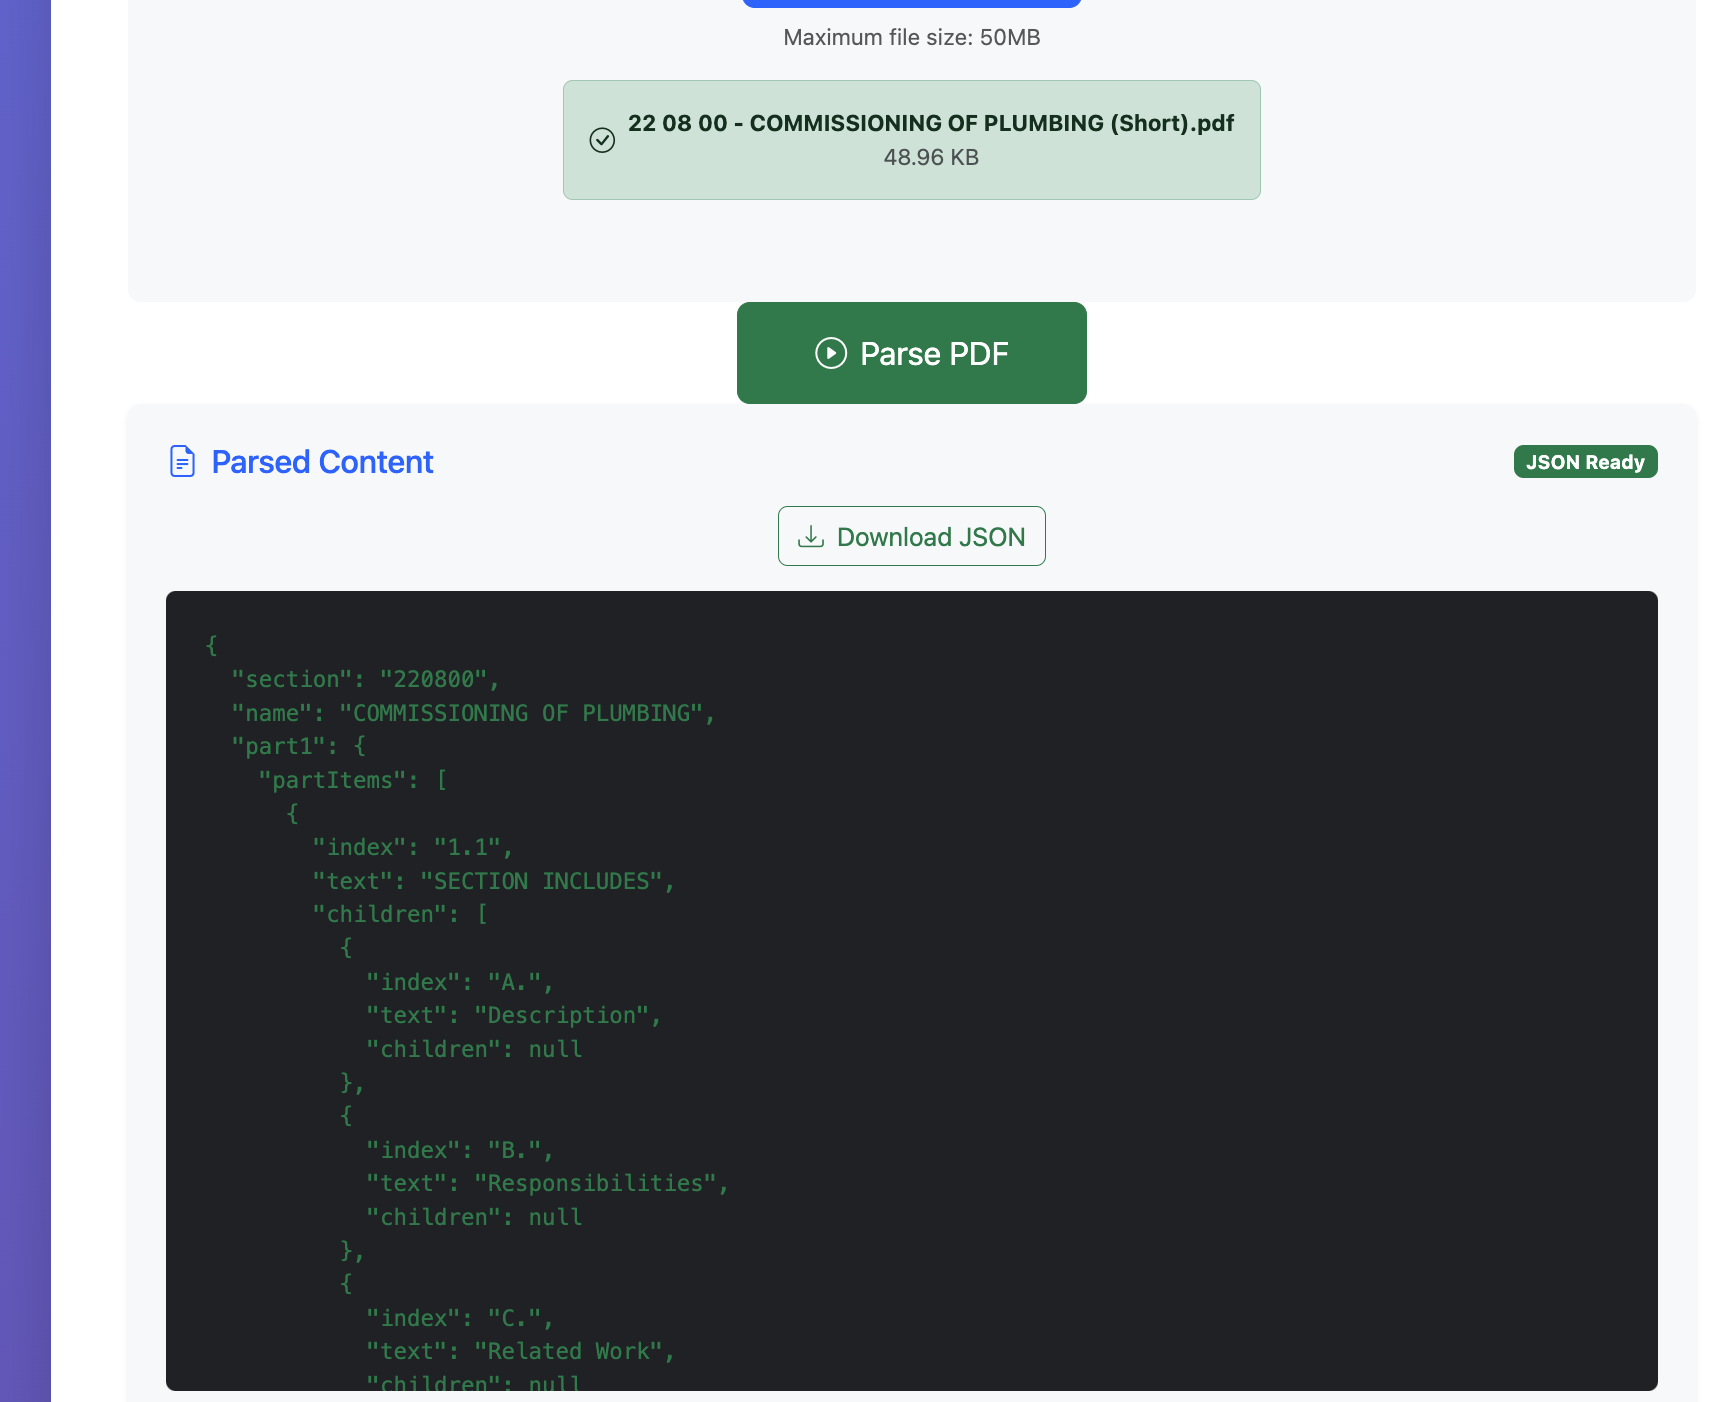 Maximum file size: 50MB
22 08 00 - COMMISSIONING OF PLUMBING (Short).pdf
48.96 KB
Parse PDF
Parsed Content
JSON Ready
Download JSON
{
  "section": "220800",
  "name": "COMMISSIONING OF PLUMBING",
  "part1": {
    "partItems": [
      {
        "index": "1.1",
        "text": "SECTION INCLUDES",
        "children": [
          {
            "index": "A.",
            "text": "Description",
            "children": null
          },
          {
            "index": "B.",
            "text": "Responsibilities",
            "children": null
          },
          {
            "index": "C.",
            "text": "Related Work",
            "children": null